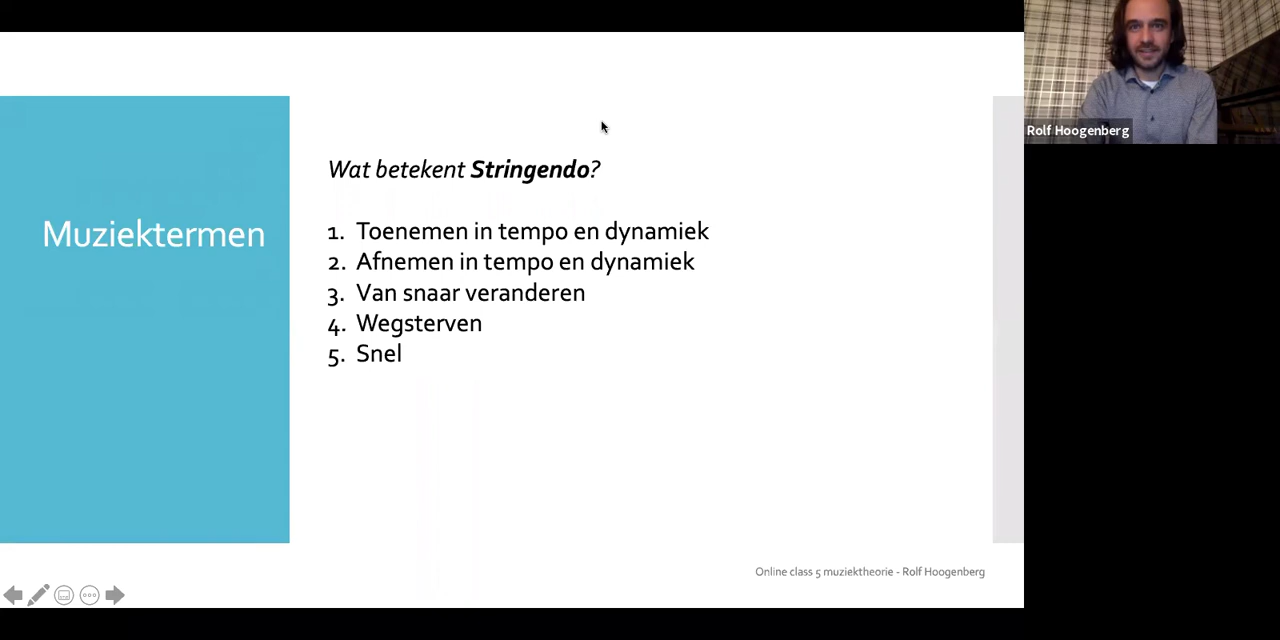 Muziektermen
Wat betekent Stringendo?
1. Toenemen in tempo en dynamiek
2. Afnemen in tempo en dynamiek
3. Van snaar veranderen
4. Wegsterven
5. Snel
Online class 5 muziektheorie - Rolf Hoogenberg
Rolf Hoogenberg